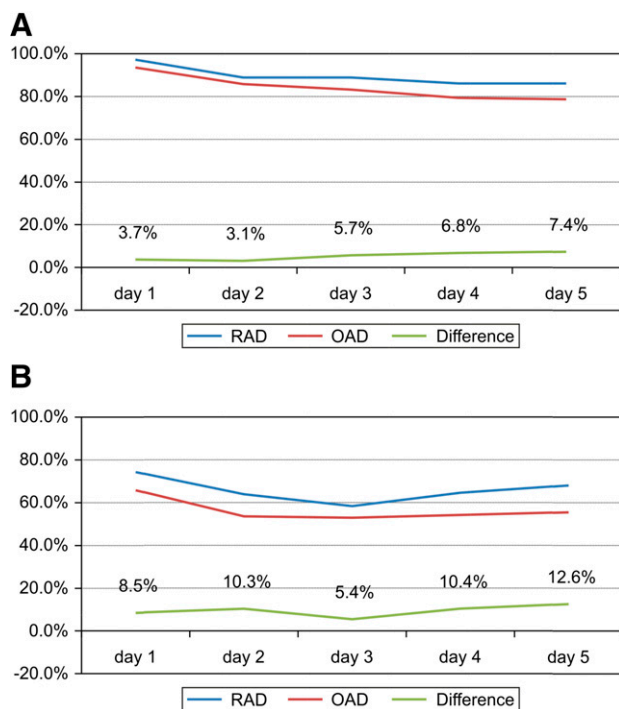 A
100.0%
80.0%
60.0%
40.0%
20.0%
3.7% 3.1% 5.7% 6.8% 7.4%
0.0%
day 1 day 2 day 3 day 4 day 5
-20.0%
RAD OAD Difference
B
100.0%
80.0%
60.0%
40.0%
20.0%
8.5% 10.3% 5.4% 10.4% 12.6%
0.0%
day 1 day 2 day 3 day 4 day 5
-20.0%
RAD OAD Difference